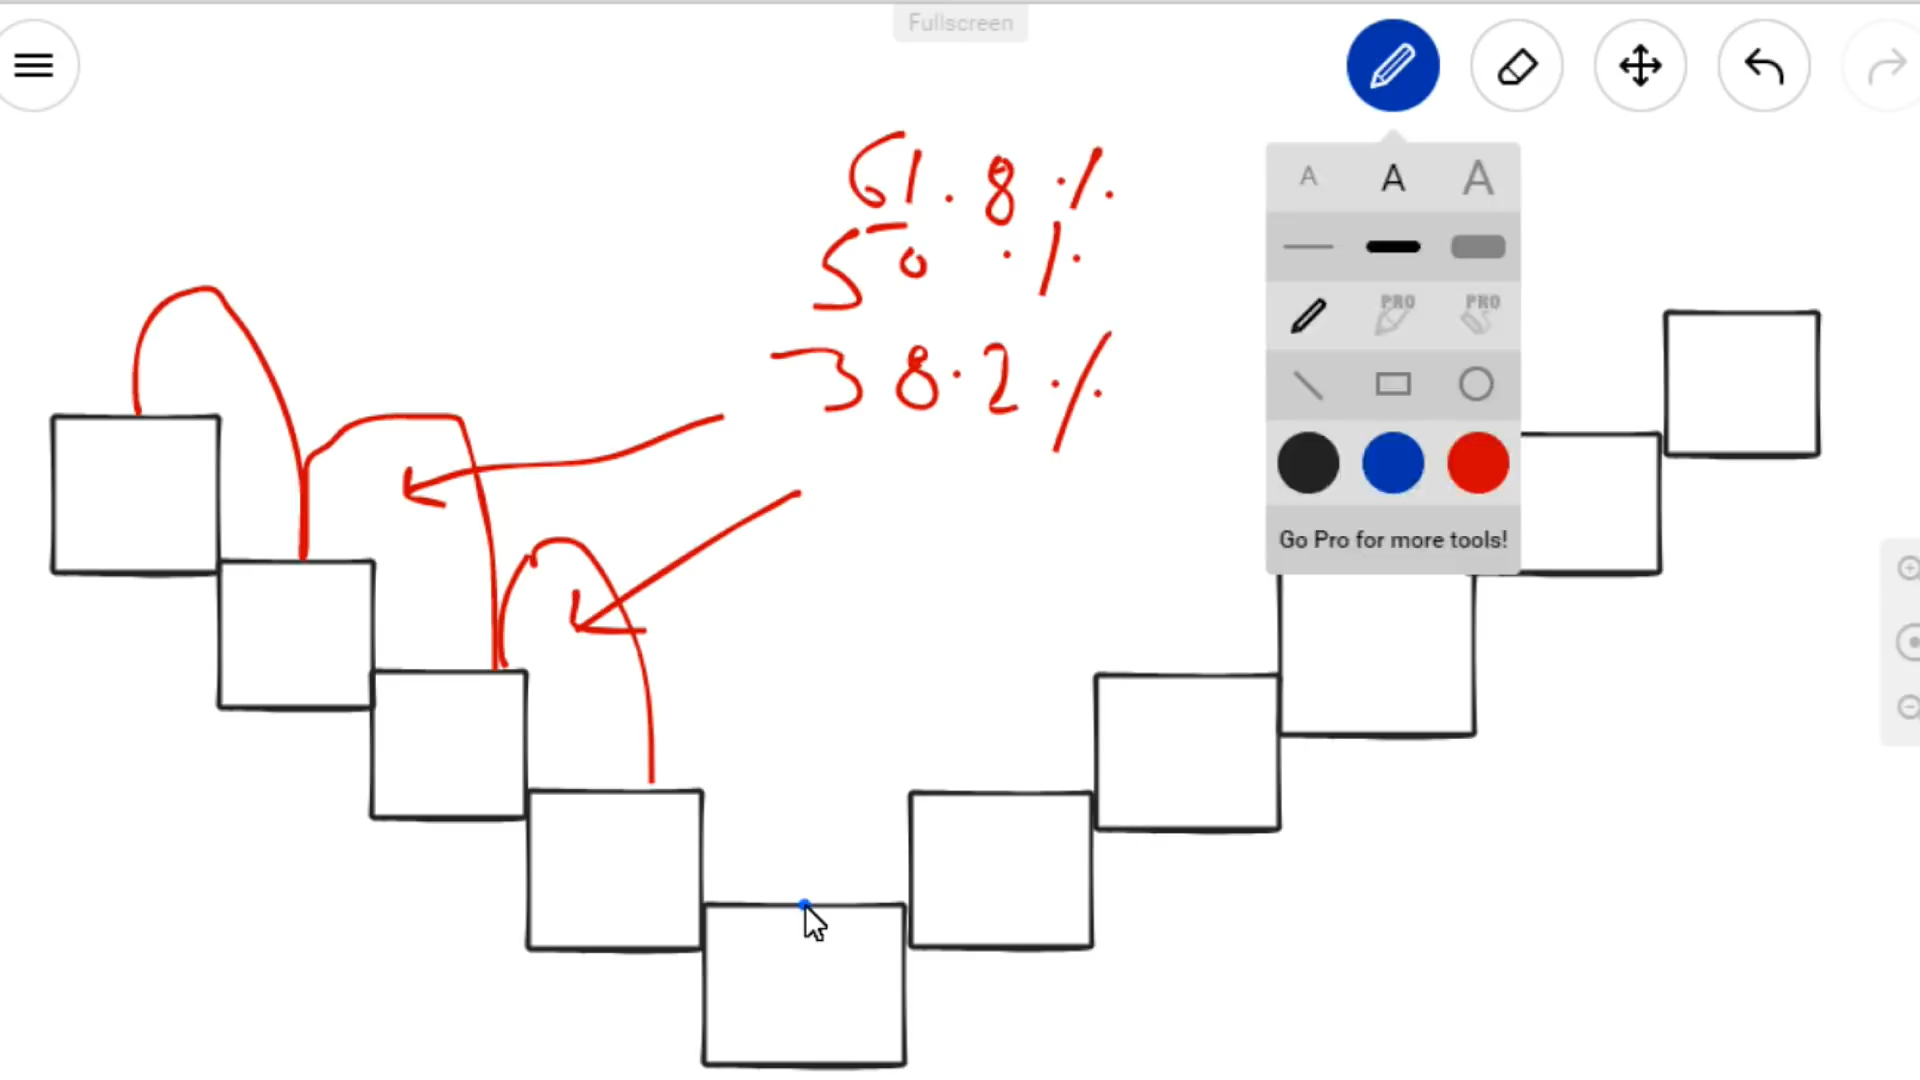 Fullscreen
61.8%
50%
38.2%
A A A
PRO PRO
Go Pro for more tools!